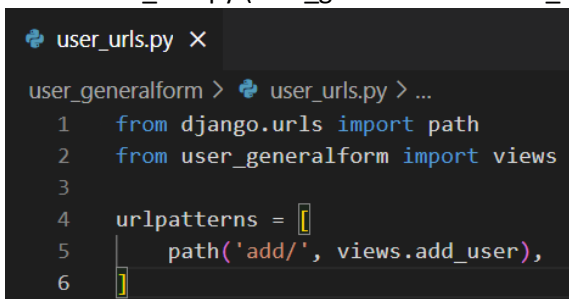 user_urls.py ×
user_generalform > user_urls.py > ...
1 from django.urls import path
2 from user_generalform import views
3
4 urlpatterns = [
5     path('add/', views.add_user),
6 ]